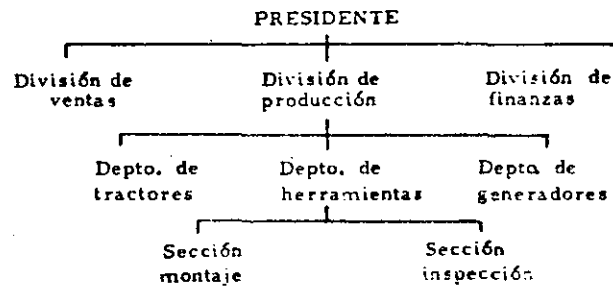 PRESIDENTE
División de ventas
División de producción
División de finanzas
Depto. de tractores
Depto. de herramientas
Depto. de generadores
Sección montaje
Sección inspección